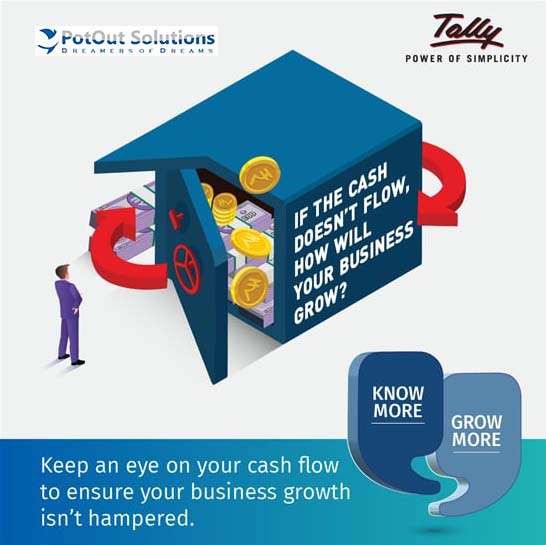 PotOut Solutions
DREAMERS OF DREAMS
Tally
POWER OF SIMPLICITY
IF THE CASH
DOESN'T FLOW,
HOW WILL
YOUR BUSINESS
GROW?
KNOW
MORE
GROW
MORE
Keep an eye on your cash flow
to ensure your business growth
isn't hampered.